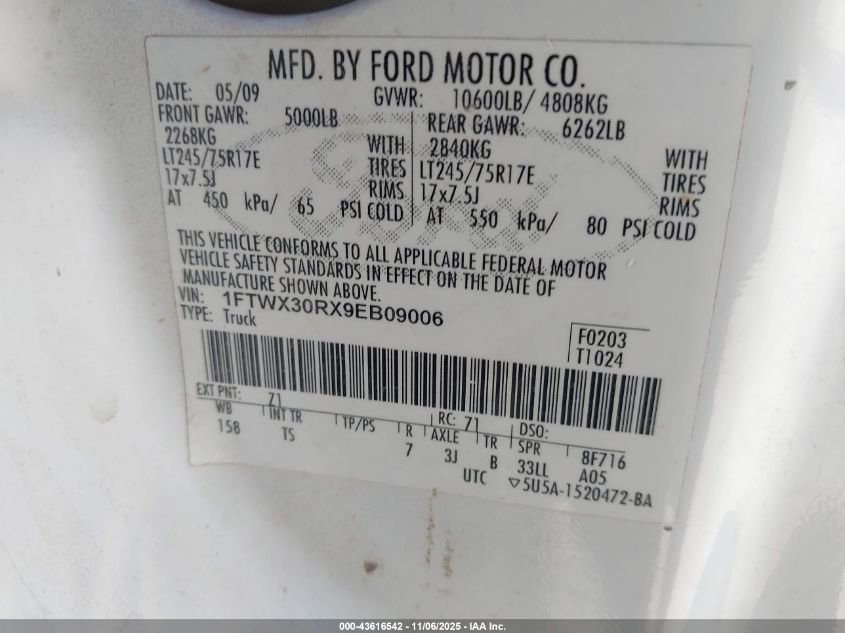 MFD. BY FORD MOTOR CO.
DATE: 05/09 GVWR: 10600LB/ 4808KG
FRONT GAWR: 5000LB REAR GAWR: 6262LB
2268KG WITH 2840KG WITH
LT245/75R17E TIRES LT245/75R17E TIRES
17x7.5J RIMS 17x7.5J RIMS
AT 450 kPa/ 65 PSI COLD AT 550 kPa/ 80 PSI COLD
THIS VEHICLE CONFORMS TO ALL APPLICABLE FEDERAL MOTOR
VEHICLE SAFETY STANDARDS IN EFFECT ON THE DATE OF
MANUFACTURE SHOWN ABOVE.
VIN: 1FTWX30RX9EB09006
TYPE: Truck
F0203
T1024
EXT PNT: Z1 RC: 71 DSO:
WB INT TR TP/PS R AXLE TR SPR 8F716
158 TS 7 3J B 33LL A05
UTC ▽5U5A-1520472-BA
000-43616542 - 11/06/2025 - IAA Inc.